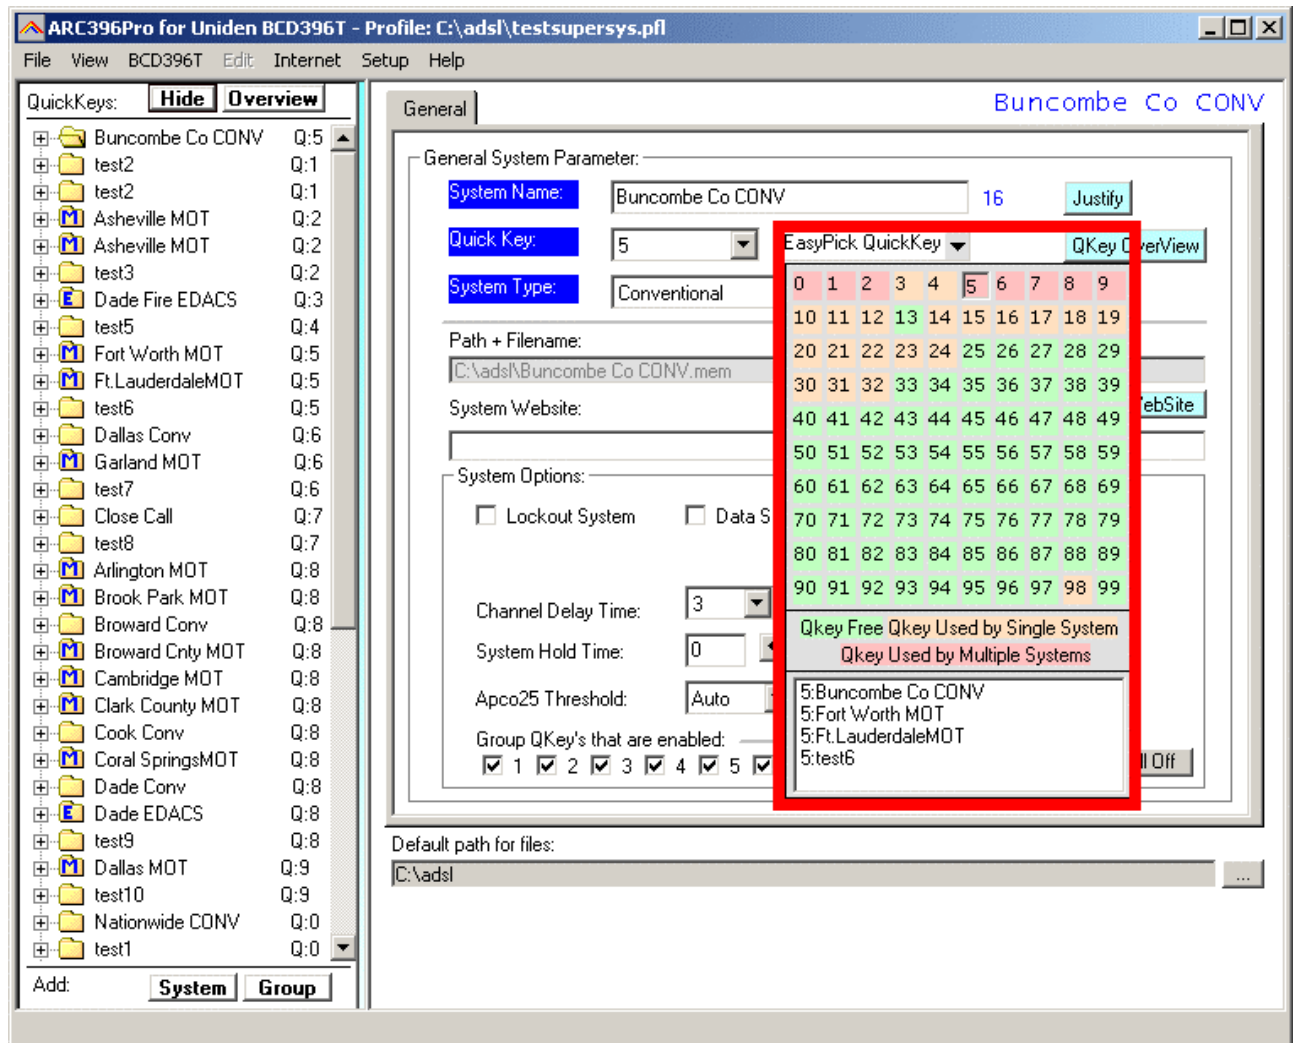 ARC396Pro for Uniden BCD396T - Profile: C:\adsl\testsupersys.pfl
File View BCD396T Edit Internet Setup Help
QuickKeys: Hide Overview
Buncombe Co CONV Q:5
test2 Q:1
test2 Q:1
M Asheville MOT Q:2
M Asheville MOT Q:2
test3 Q:2
E Dade Fire EDACS Q:3
test5 Q:4
M Fort Worth MOT Q:5
M Ft.LauderdaleMOT Q:5
test6 Q:5
Dallas Conv Q:6
M Garland MOT Q:6
test7 Q:6
Close Call Q:7
test8 Q:7
M Arlington MOT Q:8
M Brook Park MOT Q:8
Broward Conv Q:8
M Broward Cnty MOT Q:8
M Cambridge MOT Q:8
M Clark County MOT Q:8
Cook Conv Q:8
M Coral SpringsMOT Q:8
Dade Conv Q:8
E Dade EDACS Q:8
test9 Q:8
M Dallas MOT Q:9
test10 Q:9
Nationwide CONV Q:0
test1 Q:0
Add: System Group
General
Buncombe Co CONV
General System Parameter:
System Name: Buncombe Co CONV 16 Justify
Quick Key: 5 EasyPick QuickKey QKey OverView
System Type: Conventional
Path + Filename:
C:\adsl\Buncombe Co CONV.mem
System Website:
ebSite
System Options:
Lockout System Data S
Channel Delay Time: 3
System Hold Time: 0
Apco25 Threshold: Auto
Group QKey's that are enabled:
1 2 3 4 5
ll Off
0 1 2 3 4 5 6 7 8 9
10 11 12 13 14 15 16 17 18 19
20 21 22 23 24 25 26 27 28 29
30 31 32 33 34 35 36 37 38 39
40 41 42 43 44 45 46 47 48 49
50 51 52 53 54 55 56 57 58 59
60 61 62 63 64 65 66 67 68 69
70 71 72 73 74 75 76 77 78 79
80 81 82 83 84 85 86 87 88 89
90 91 92 93 94 95 96 97 98 99
Qkey Free Qkey Used by Single System
Qkey Used by Multiple Systems
5:Buncombe Co CONV
5:Fort Worth MOT
5:Ft.LauderdaleMOT
5:test6
Default path for files:
C:\adsl ...